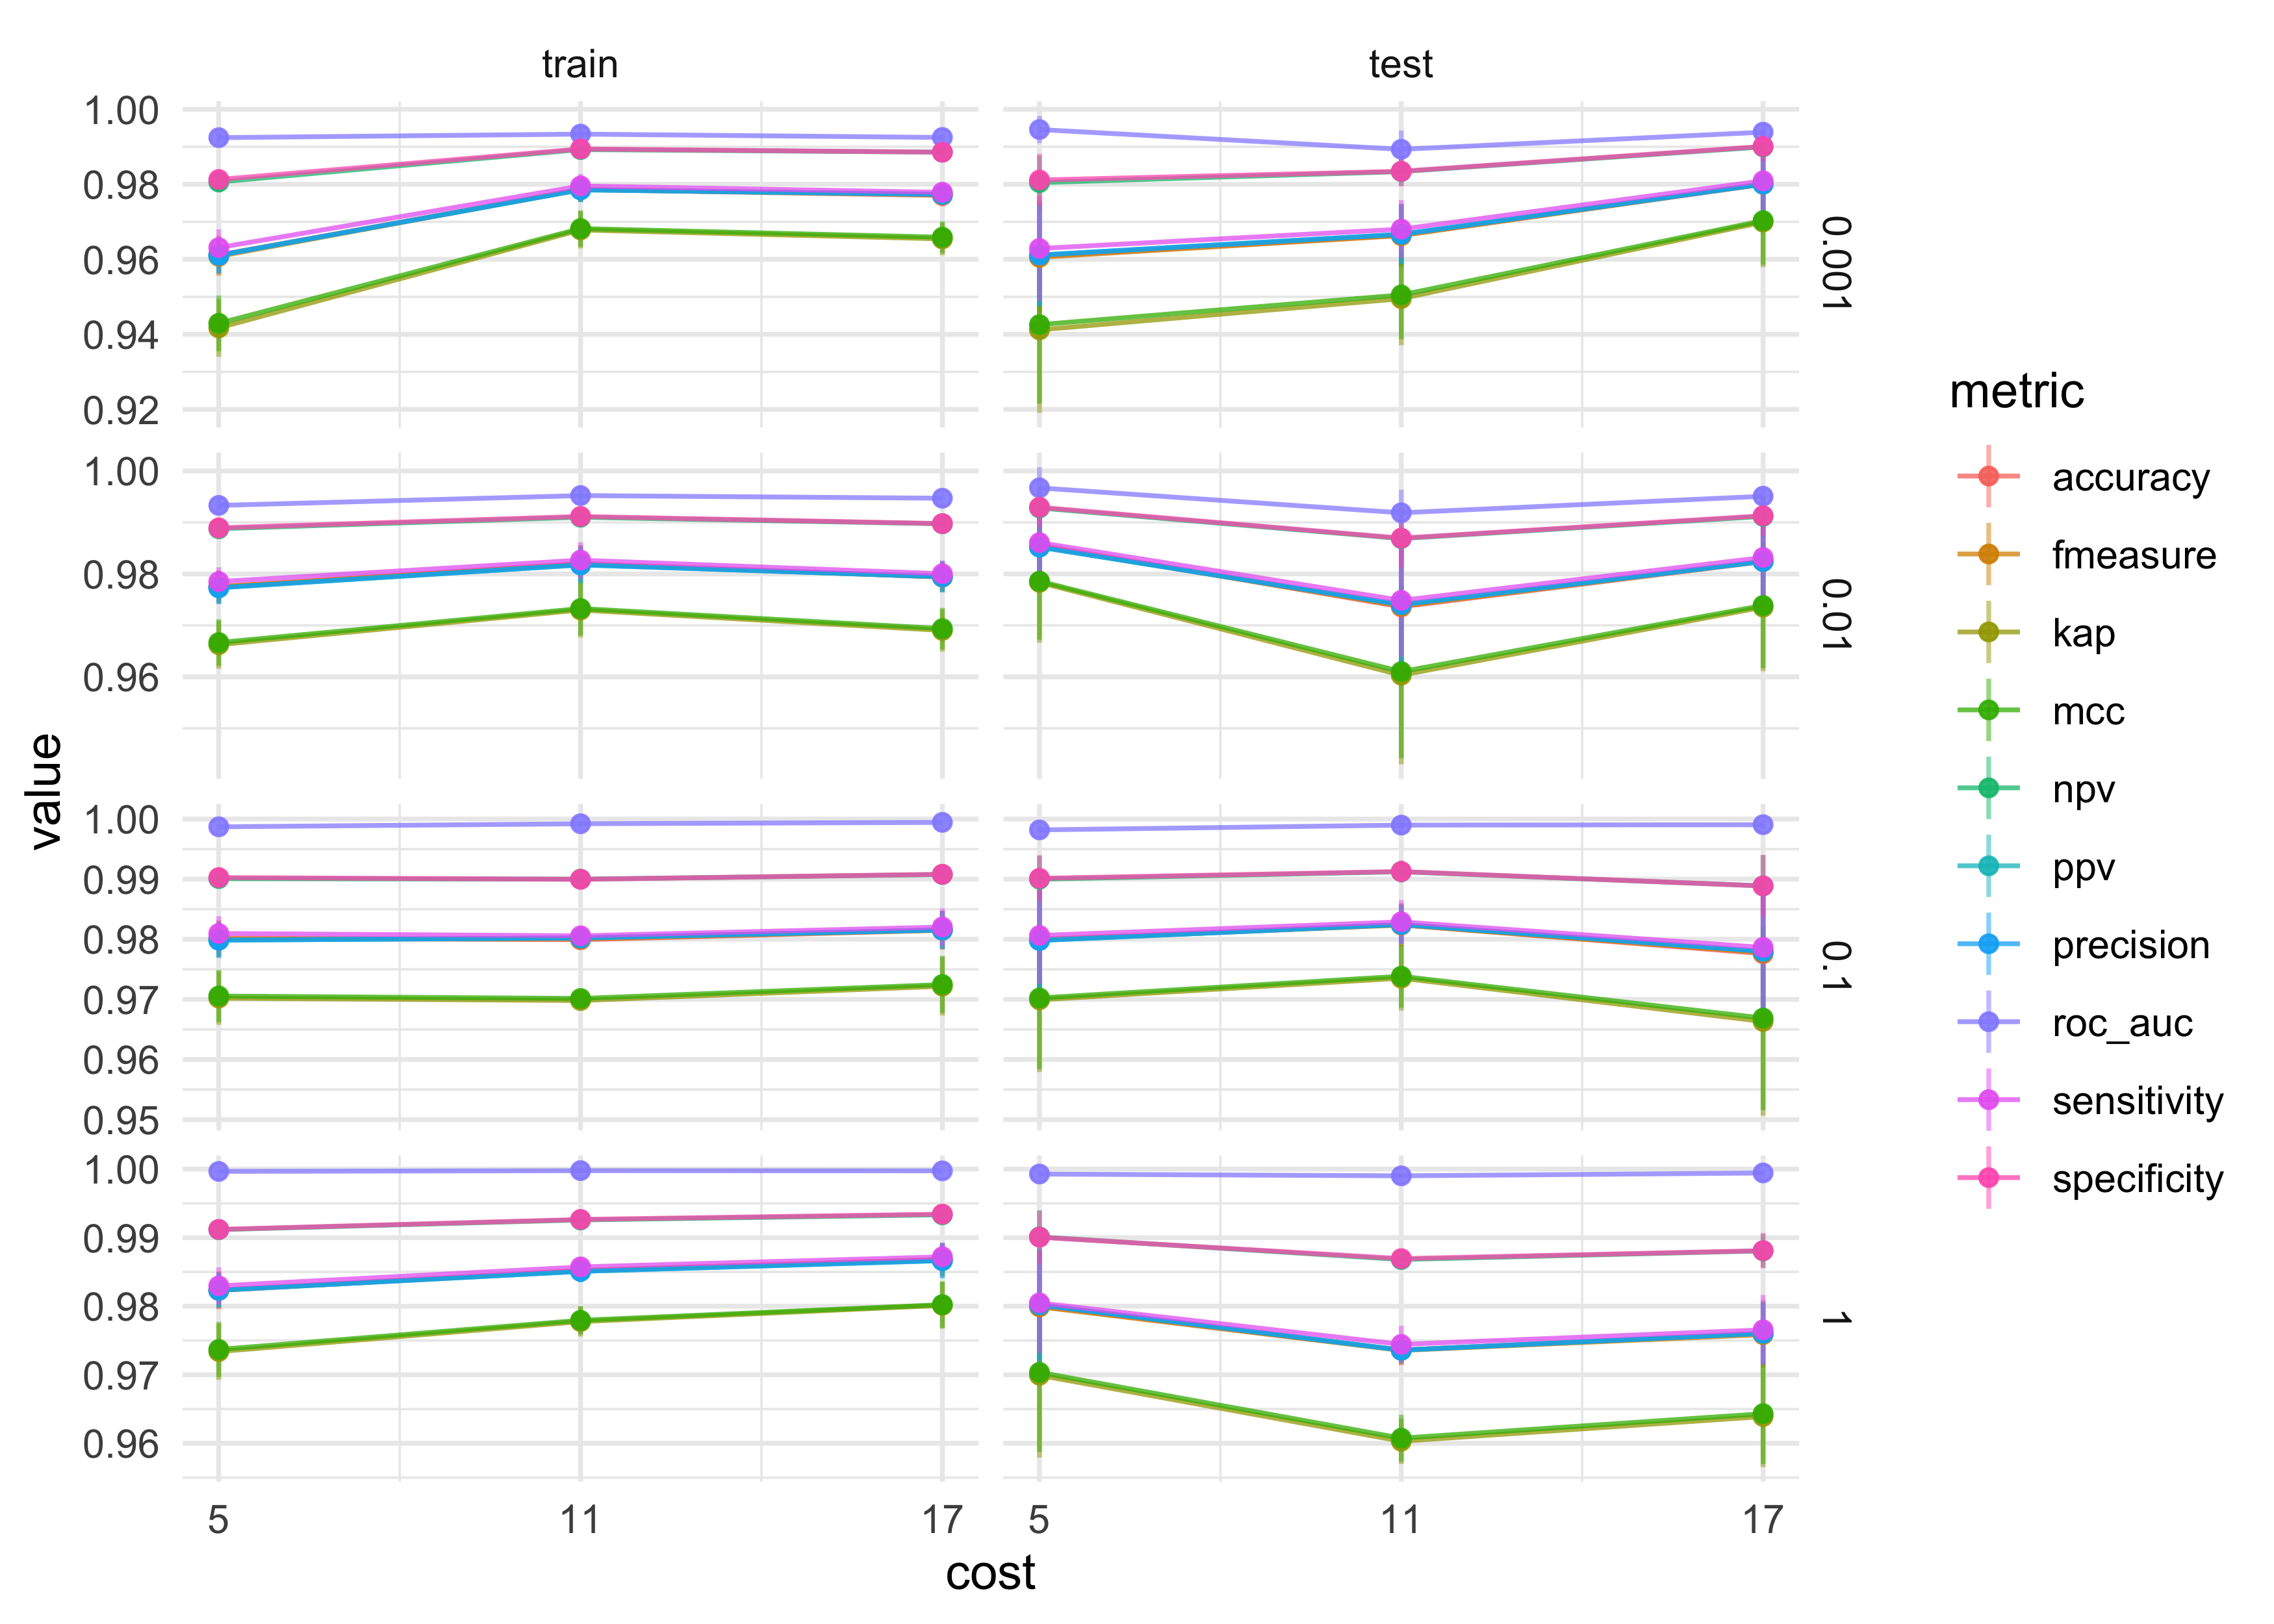 train
test
1.00
0.98
0.96
0.94
0.92
0.001
1.00
0.98
0.96
0.01
1.00
0.99
0.98
0.97
0.96
0.95
0.1
1.00
0.99
0.98
0.97
0.96
1
5
11
17
5
11
17
cost
value
metric
accuracy
fmeasure
kap
mcc
npv
ppv
precision
roc_auc
sensitivity
specificity